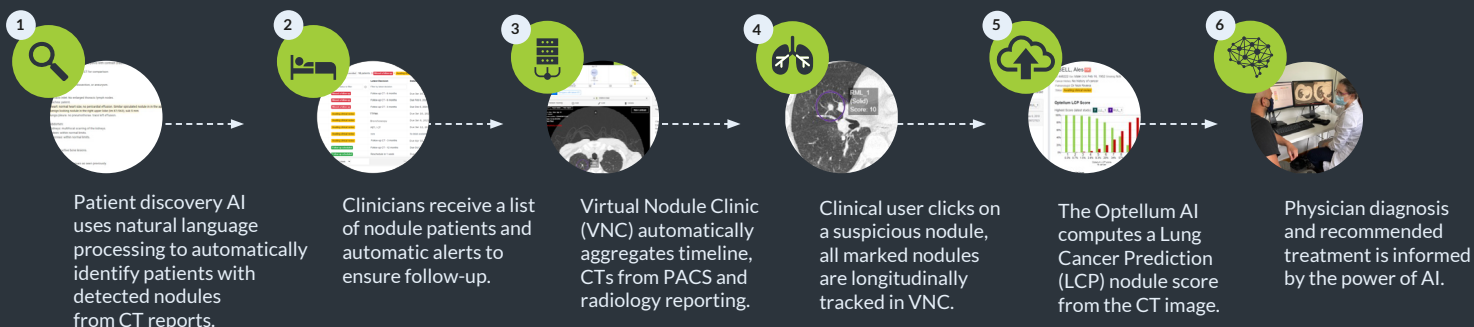 1
Patient discovery AI
uses natural language
processing to automatically
identify patients with
detected nodules
from CT reports.
2
Clinicians receive a list
of nodule patients and
automatic alerts to
ensure follow-up.
3
Virtual Nodule Clinic
(VNC) automatically
aggregates timeline,
CTs from PACS and
radiology reporting.
4
RML_1
(Solid)
Score: 10
Clinical user clicks on
a suspicious nodule,
all marked nodules
are longitudinally
tracked in VNC.
5
Optellum LCP Score
The Optellum AI
computes a Lung
Cancer Prediction
(LCP) nodule score
from the CT image.
6
Physician diagnosis
and recommended
treatment is informed
by the power of AI.